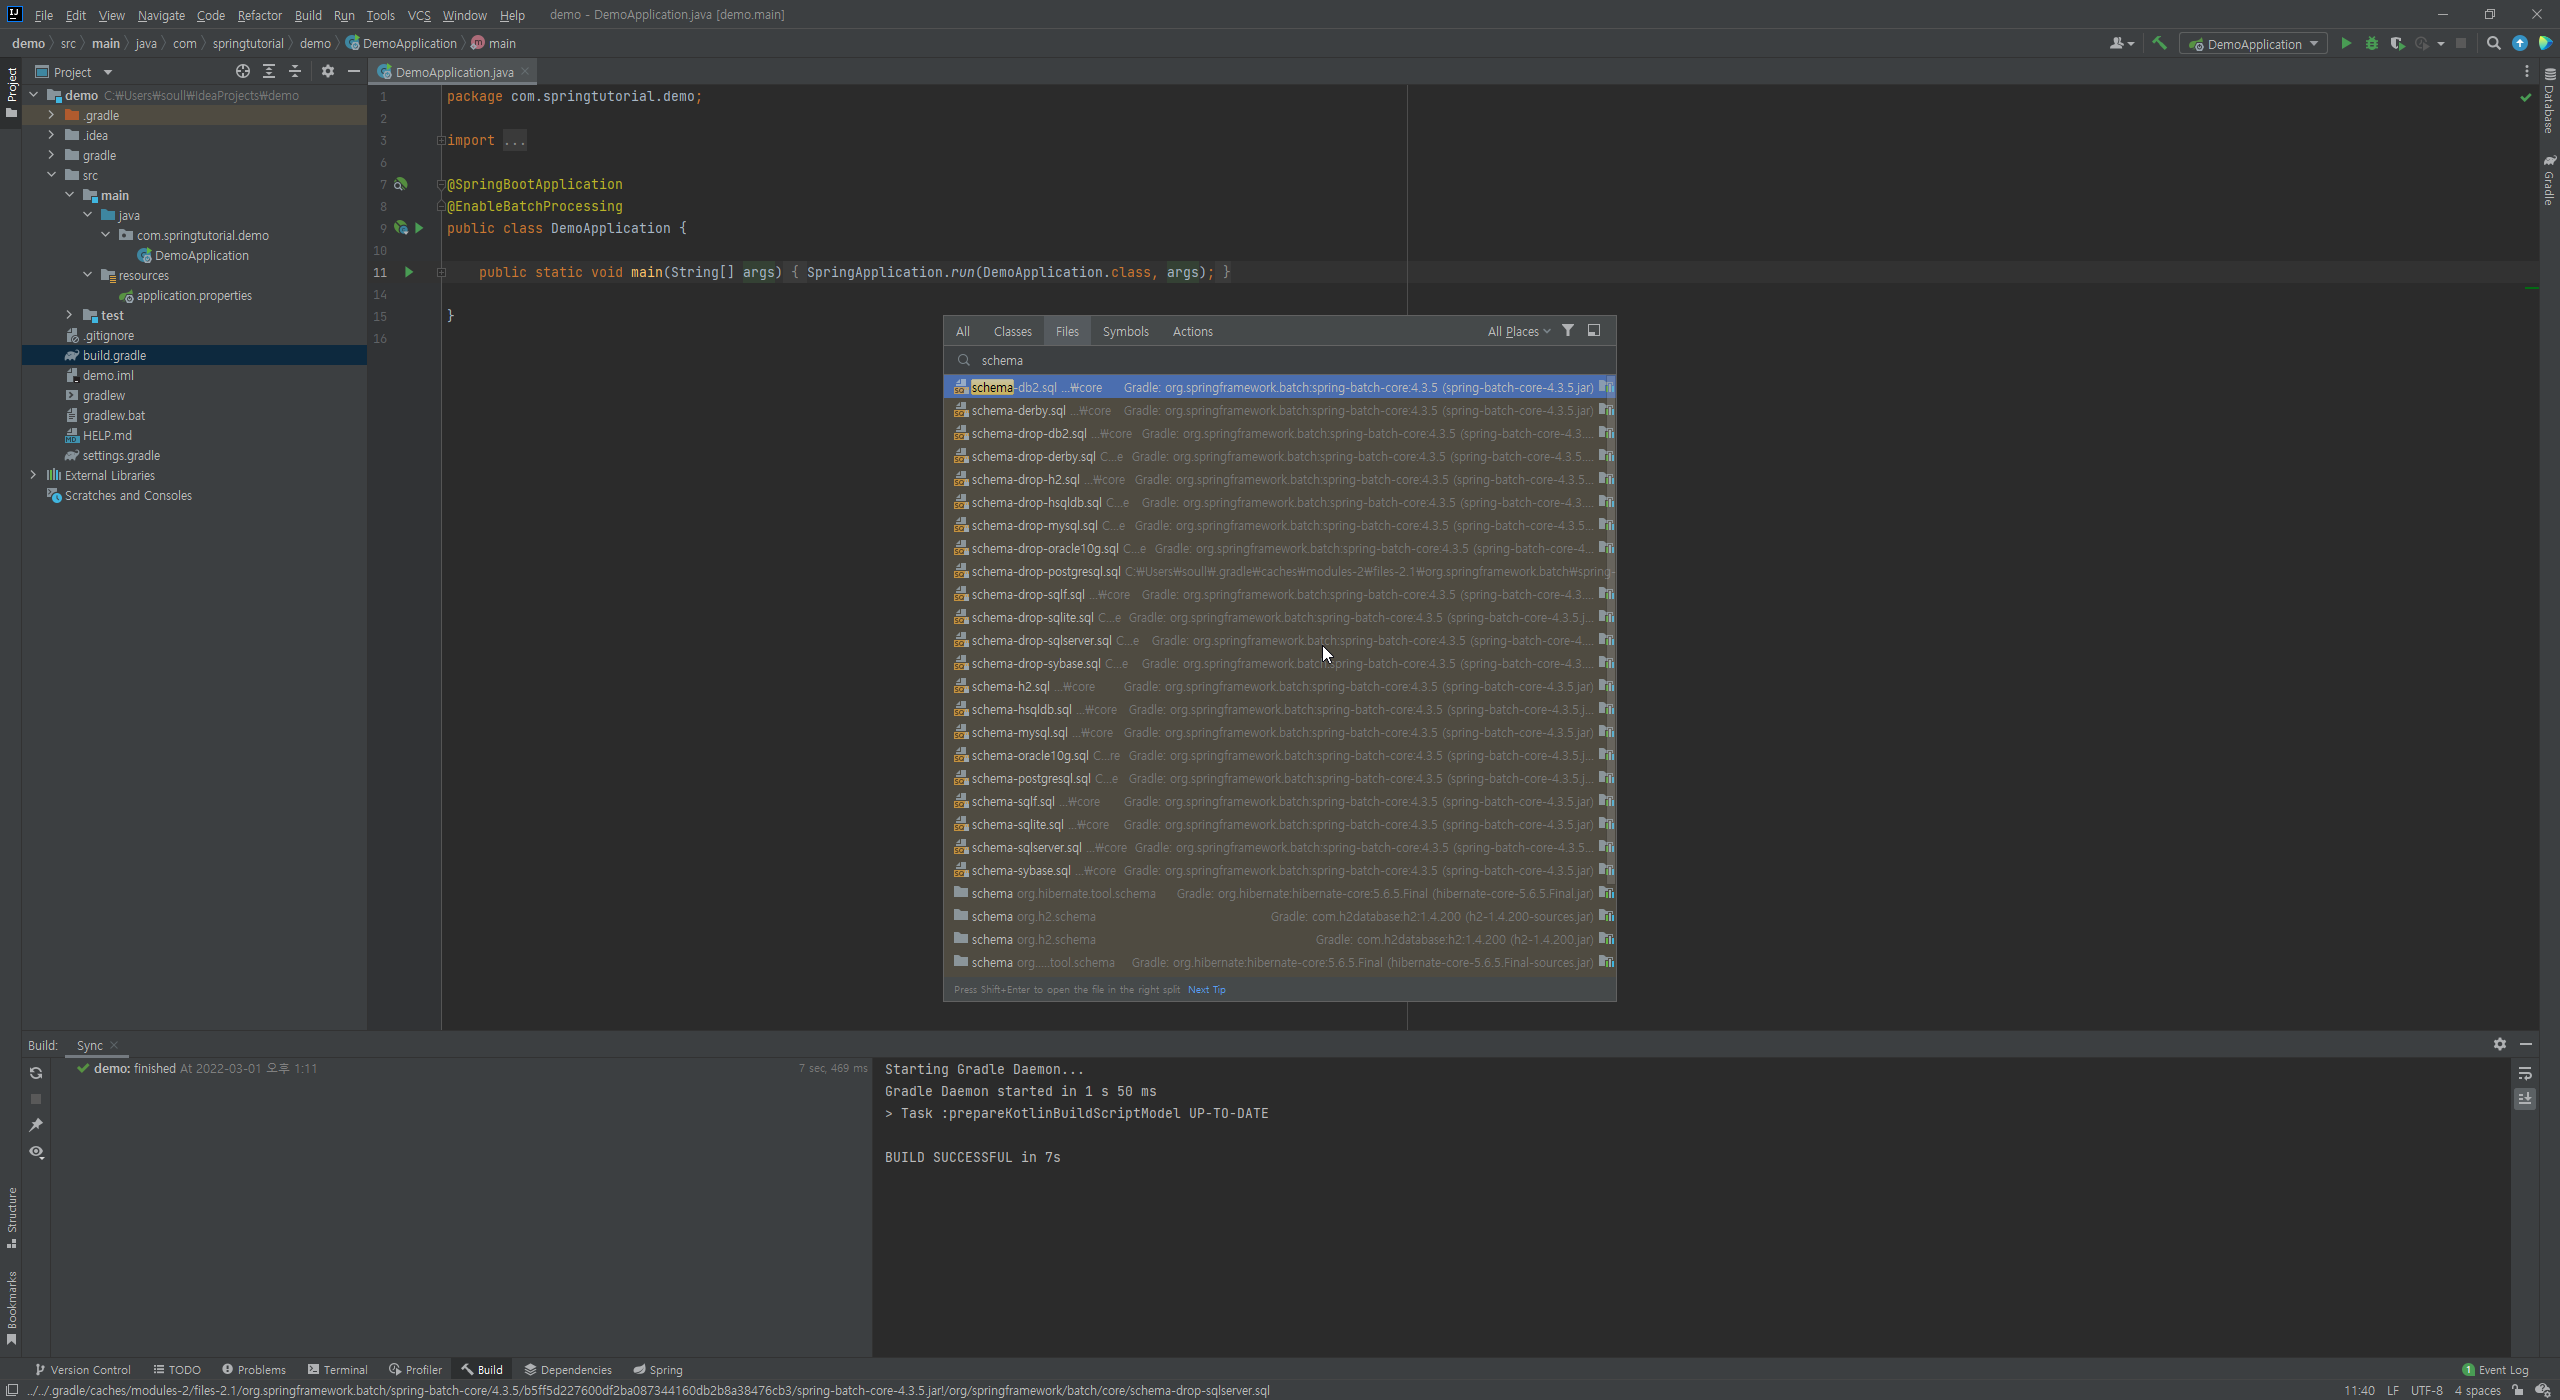 File Edit View Navigate Code Refactor Build Run Tools VCS Window Help demo - DemoApplication.java [demo.main]
demo src main java com springtutorial demo DemoApplication main
DemoApplication
Project
DemoApplication.java
demo C:₩Users₩soull₩IdeaProjects₩demo
.gradle
.idea
gradle
src
main
java
com.springtutorial.demo
DemoApplication
resources
application.properties
test
.gitignore
build.gradle
demo.iml
gradlew
gradlew.bat
HELP.md
settings.gradle
External Libraries
Scratches and Consoles
1 package com.springtutorial.demo;
2
3 import ...
6
7 @SpringBootApplication
8 @EnableBatchProcessing
9 public class DemoApplication {
10
11 public static void main(String[] args) { SpringApplication.run(DemoApplication.class, args); }
14
15 }
16
All Classes Files Symbols Actions All Places
schema
schema-db2.sql ...₩core Gradle: org.springframework.batch:spring-batch-core:4.3.5 (spring-batch-core-4.3.5.jar)
schema-derby.sql ...₩core Gradle: org.springframework.batch:spring-batch-core:4.3.5 (spring-batch-core-4.3.5.jar)
schema-drop-db2.sql ...₩core Gradle: org.springframework.batch:spring-batch-core:4.3.5 (spring-batch-core-4.3....
schema-drop-derby.sql C...e Gradle: org.springframework.batch:spring-batch-core:4.3.5 (spring-batch-core-4.3.5....
schema-drop-h2.sql ...₩core Gradle: org.springframework.batch:spring-batch-core:4.3.5 (spring-batch-core-4.3.5...
schema-drop-hsqldb.sql C...e Gradle: org.springframework.batch:spring-batch-core:4.3.5 (spring-batch-core-4.3....
schema-drop-mysql.sql C...e Gradle: org.springframework.batch:spring-batch-core:4.3.5 (spring-batch-core-4.3.5...
schema-drop-oracle10g.sql C...e Gradle: org.springframework.batch:spring-batch-core:4.3.5 (spring-batch-core-4...
schema-drop-postgresql.sql C:₩Users₩soull₩.gradle₩caches₩modules-2₩files-2.1₩org.springframework.batch₩spring-
schema-drop-sqlf.sql ...₩core Gradle: org.springframework.batch:spring-batch-core:4.3.5 (spring-batch-core-4.3....
schema-drop-sqlite.sql C...e Gradle: org.springframework.batch:spring-batch-core:4.3.5 (spring-batch-core-4.3.5.j...
schema-drop-sqlserver.sql C...e Gradle: org.springframework.batch:spring-batch-core:4.3.5 (spring-batch-core-4....
schema-drop-sybase.sql C...e Gradle: org.springframework.batch:spring-batch-core:4.3.5 (spring-batch-core-4.3....
schema-h2.sql ...₩core Gradle: org.springframework.batch:spring-batch-core:4.3.5 (spring-batch-core-4.3.5.jar)
schema-hsqldb.sql ...₩core Gradle: org.springframework.batch:spring-batch-core:4.3.5 (spring-batch-core-4.3.5.j...
schema-mysql.sql ...₩core Gradle: org.springframework.batch:spring-batch-core:4.3.5 (spring-batch-core-4.3.5.jar)
schema-oracle10g.sql C...re Gradle: org.springframework.batch:spring-batch-core:4.3.5 (spring-batch-core-4.3.5.j...
schema-postgresql.sql C...e Gradle: org.springframework.batch:spring-batch-core:4.3.5 (spring-batch-core-4.3.5.j...
schema-sqlf.sql ...₩core Gradle: org.springframework.batch:spring-batch-core:4.3.5 (spring-batch-core-4.3.5.jar)
schema-sqlite.sql ...₩core Gradle: org.springframework.batch:spring-batch-core:4.3.5 (spring-batch-core-4.3.5.jar)
schema-sqlserver.sql ...₩core Gradle: org.springframework.batch:spring-batch-core:4.3.5 (spring-batch-core-4.3.5...
schema-sybase.sql ...₩core Gradle: org.springframework.batch:spring-batch-core:4.3.5 (spring-batch-core-4.3.5.jar)
schema org.hibernate.tool.schema Gradle: org.hibernate:hibernate-core:5.6.5.Final (hibernate-core-5.6.5.Final.jar)
schema org.h2.schema Gradle: com.h2database:h2:1.4.200 (h2-1.4.200-sources.jar)
schema org.h2.schema Gradle: com.h2database:h2:1.4.200 (h2-1.4.200.jar)
schema org.....tool.schema Gradle: org.hibernate:hibernate-core:5.6.5.Final (hibernate-core-5.6.5.Final-sources.jar)
Press Shift+Enter to open the file in the right split Next Tip
Build: Sync
demo: finished At 2022-03-01 오후 1:11 7 sec, 469 ms
Starting Gradle Daemon...
Gradle Daemon started in 1 s 50 ms
> Task :prepareKotlinBuildScriptModel UP-TO-DATE
BUILD SUCCESSFUL in 7s
Project
Structure
Bookmarks
Database
Gradle
Version Control TODO Problems Terminal Profiler Build Dependencies Spring 1 Event Log
../../.gradle/caches/modules-2/files-2.1/org.springframework.batch/spring-batch-core/4.3.5/b5ff5d227600df2ba087344160db2b8a38476cb3/spring-batch-core-4.3.5.jar!/org/springframework/batch/core/schema-drop-sqlserver.sql 11:40 LF UTF-8 4 spaces